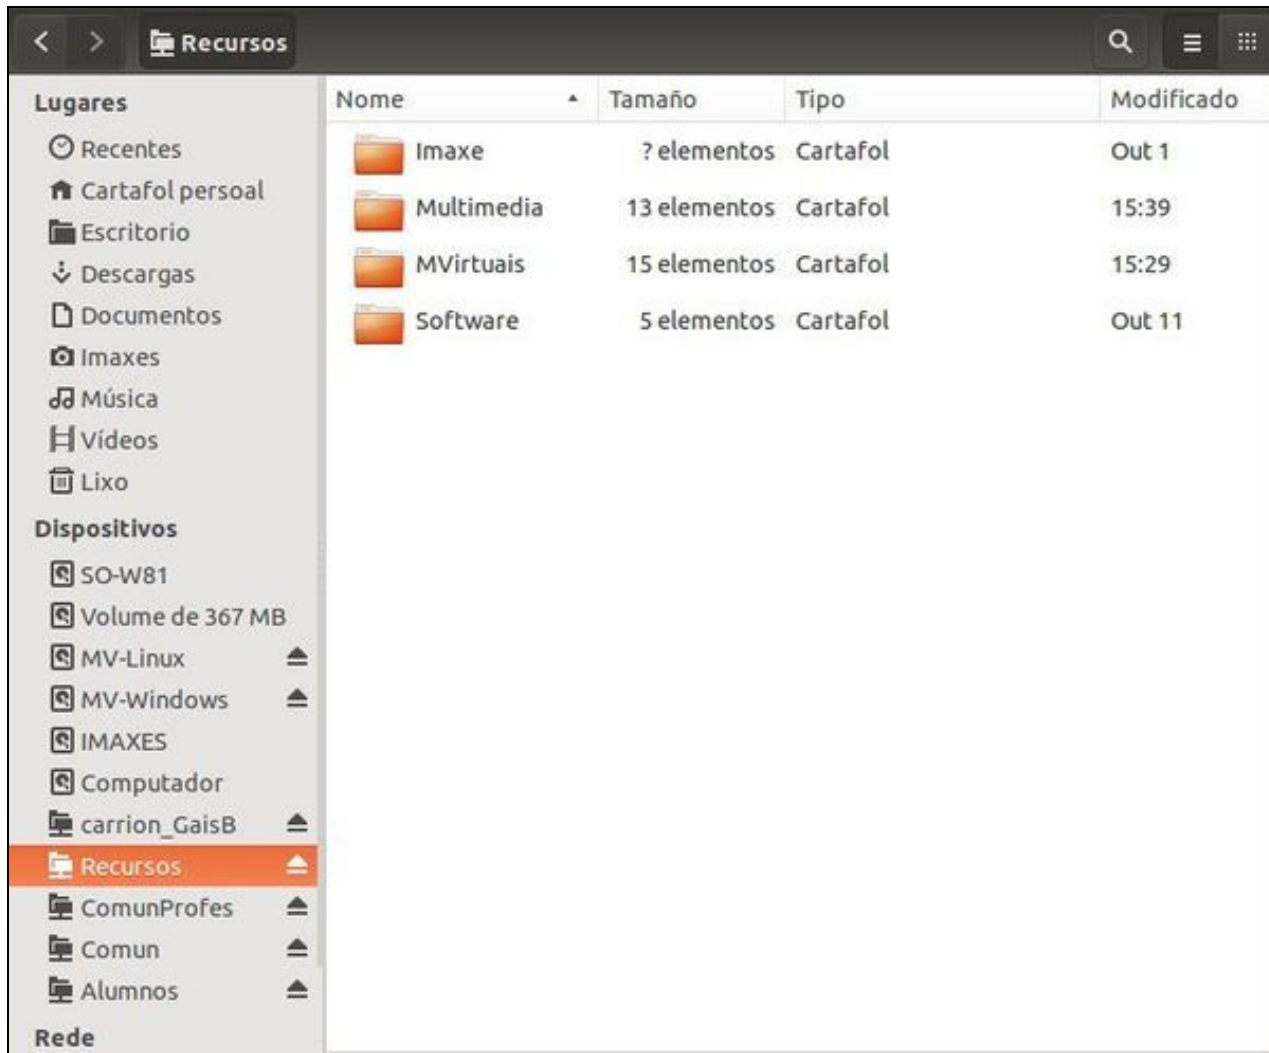 Recursos
Lugares
Recentes
Cartafol persoal
Escritorio
Descargas
Documentos
Imaxes
Música
Vídeos
Lixo
Dispositivos
SO-W81
Volume de 367 MB
MV-Linux
MV-Windows
IMAXES
Computador
carrion_GaisB
Recursos
ComunProfes
Comun
Alumnos
Rede
Nome Tamaño Tipo Modificado
Imaxe ? elementos Cartafol Out 1
Multimedia 13 elementos Cartafol 15:39
MVirtuais 15 elementos Cartafol 15:29
Software 5 elementos Cartafol Out 11